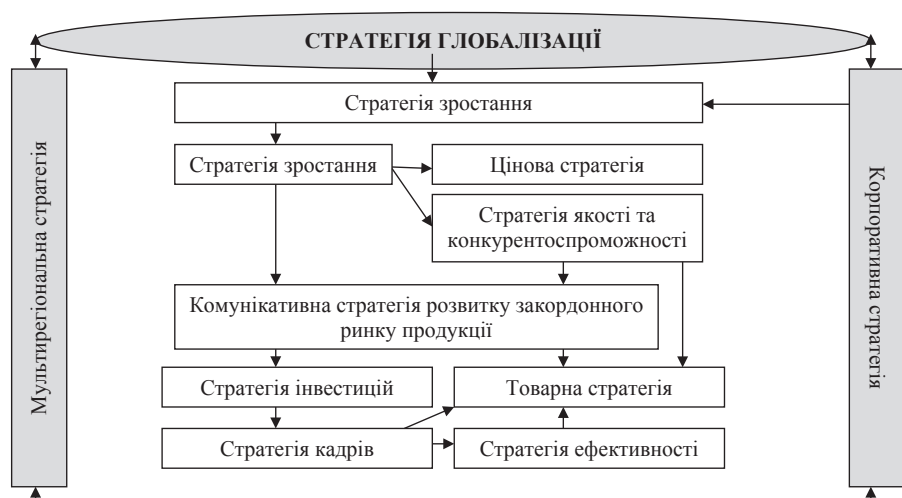 СТРАТЕГІЯ ГЛОБАЛІЗАЦІЇ
Мультирегіональна стратегія
Стратегія зростання
Стратегія зростання
Цінова стратегія
Стратегія якості та
конкурентоспроможності
Комунікативна стратегія розвитку закордонного
ринку продукції
Стратегія інвестицій
Товарна стратегія
Стратегія кадрів
Стратегія ефективності
Корпоративна стратегія